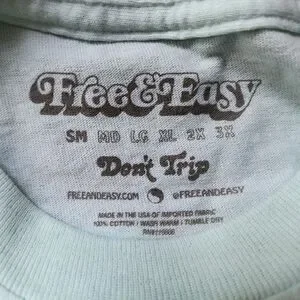 Free&Easy
SM MD LG XL 2X 3X
Don't Trip
FREEANDEASY.COM @FREEANDEASY
MADE IN THE USA OF IMPORTED FABRIC
100% COTTON / WASH WARM / TUMBLE DRY